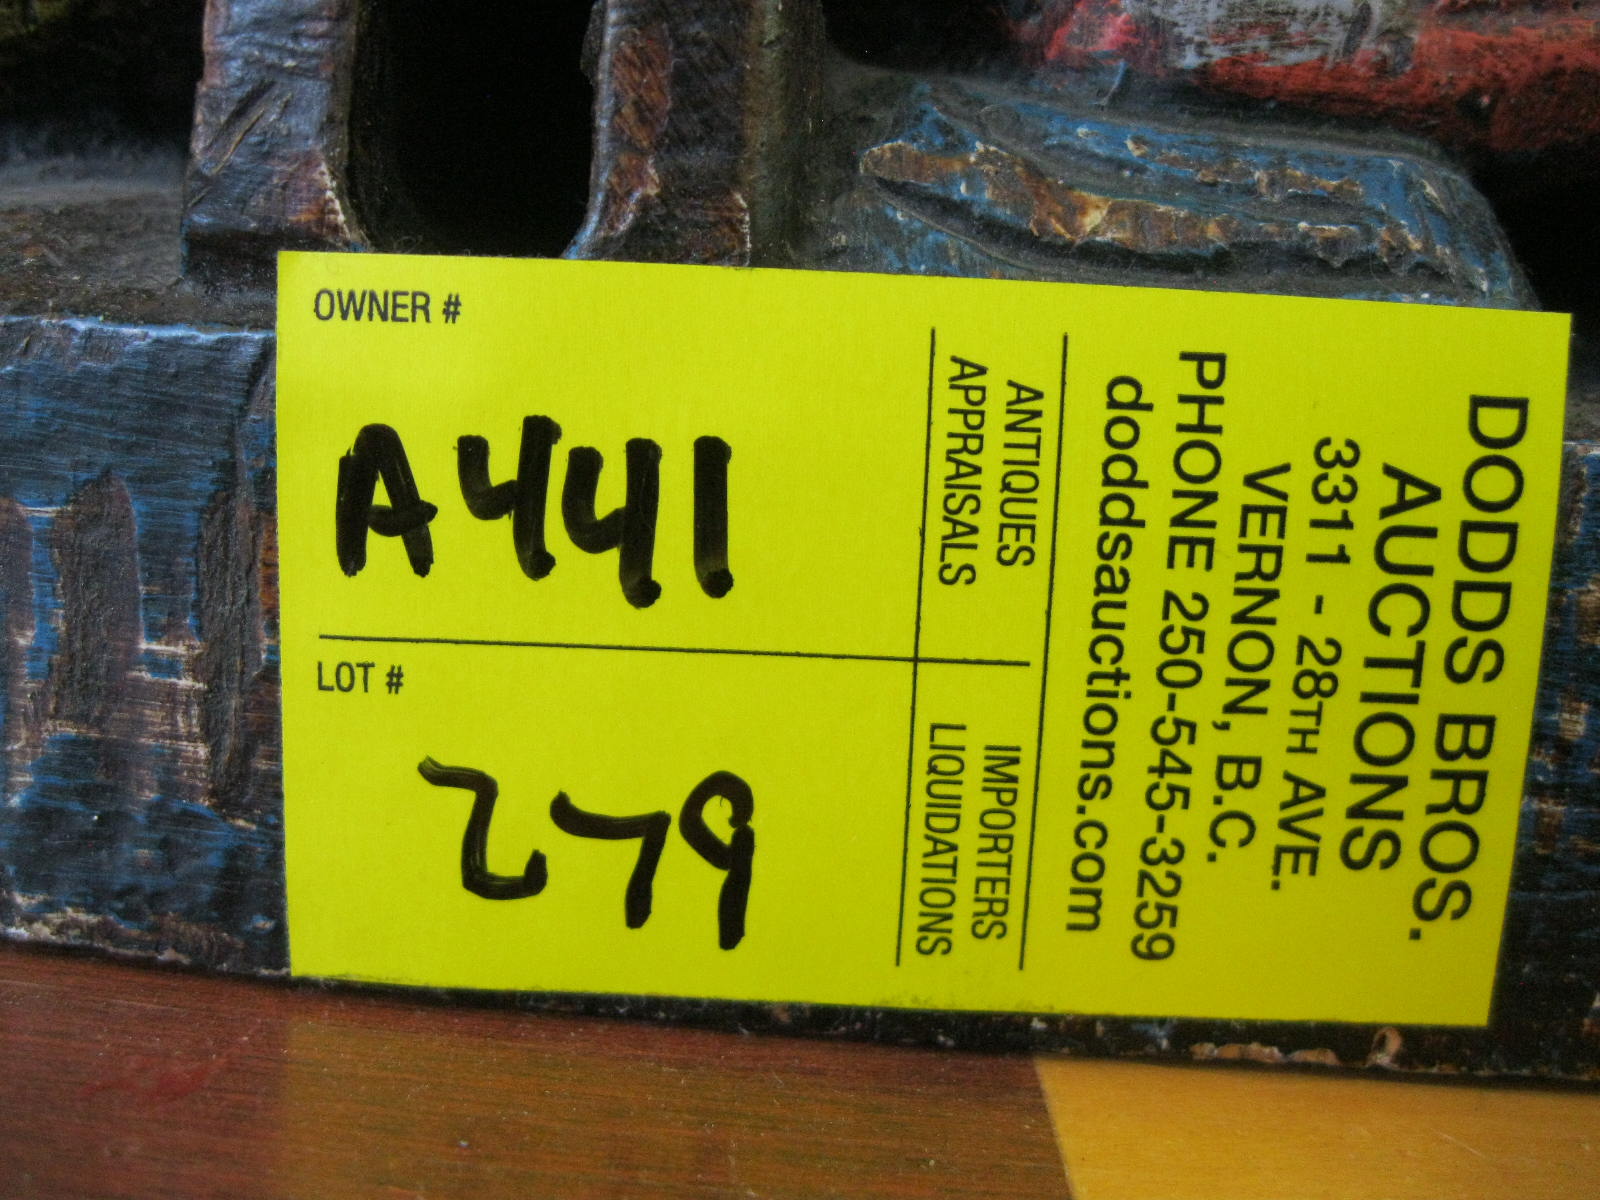 OWNER #
A441
LOT #
279
ANTIQUES
APPRAISALS
IMPORTERS
LIQUIDATIONS
DODDS BROS.
AUCTIONS
3311 - 28TH AVE.
VERNON, B.C.
PHONE 250-545-3259
doddsauctions.com